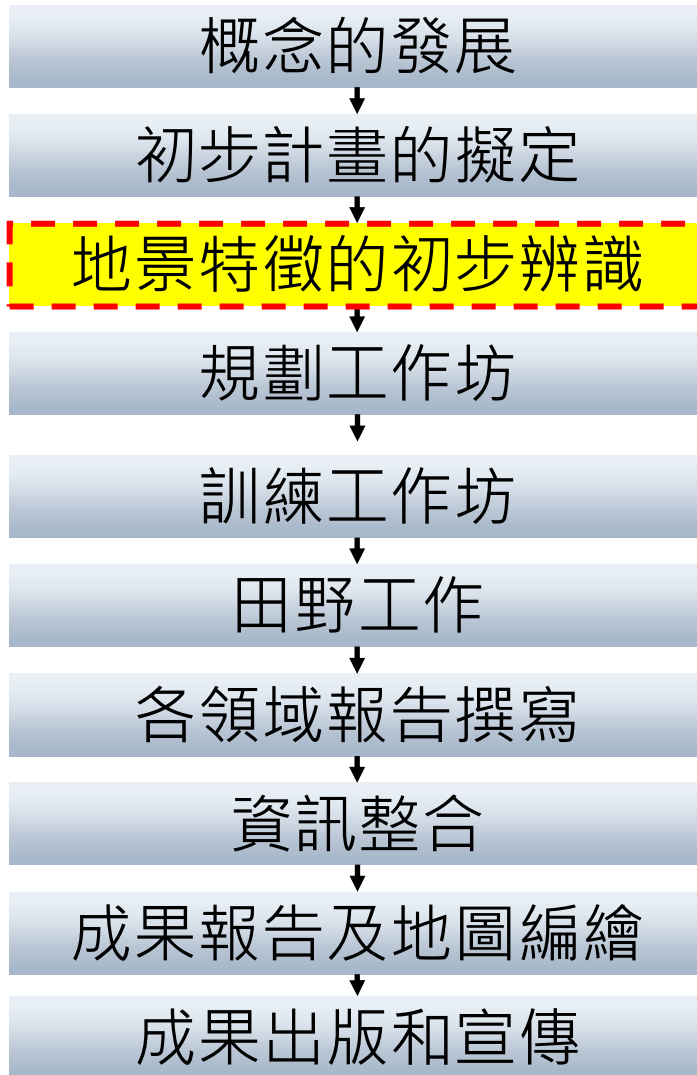 概念的發展
初步計畫的擬定
地景特徵的初步辨識
規劃工作坊
訓練工作坊
田野工作
各領域報告撰寫
資訊整合
成果報告及地圖編繪
成果出版和宣傳